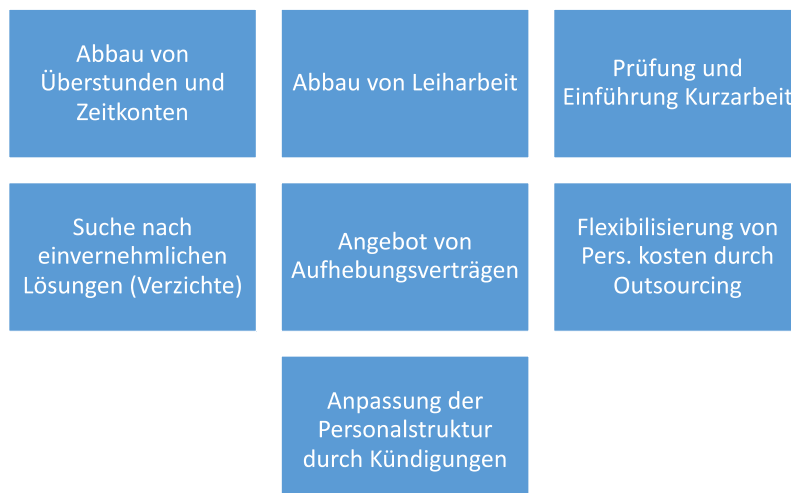 Abbau von
Überstunden und
Zeitkonten
Abbau von Leiharbeit
Prüfung und
Einführung Kurzarbeit
Suche nach
einvernehmlichen
Lösungen (Verzichte)
Angebot von
Aufhebungsverträgen
Flexibilisierung von
Pers. kosten durch
Outsourcing
Anpassung der
Personalstruktur
durch Kündigungen